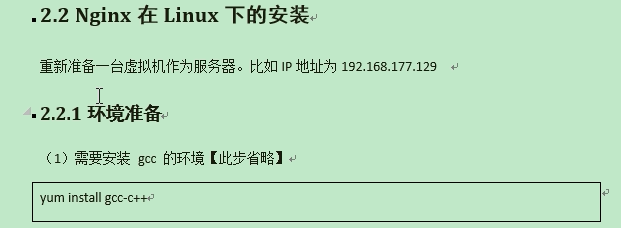 2.2 Nginx 在 Linux 下的安装
重新准备一台虚拟机作为服务器。比如 IP 地址为 192.168.177.129
2.2.1 环境准备
（1）需要安装 gcc 的环境【此步省略】
yum install gcc-c++